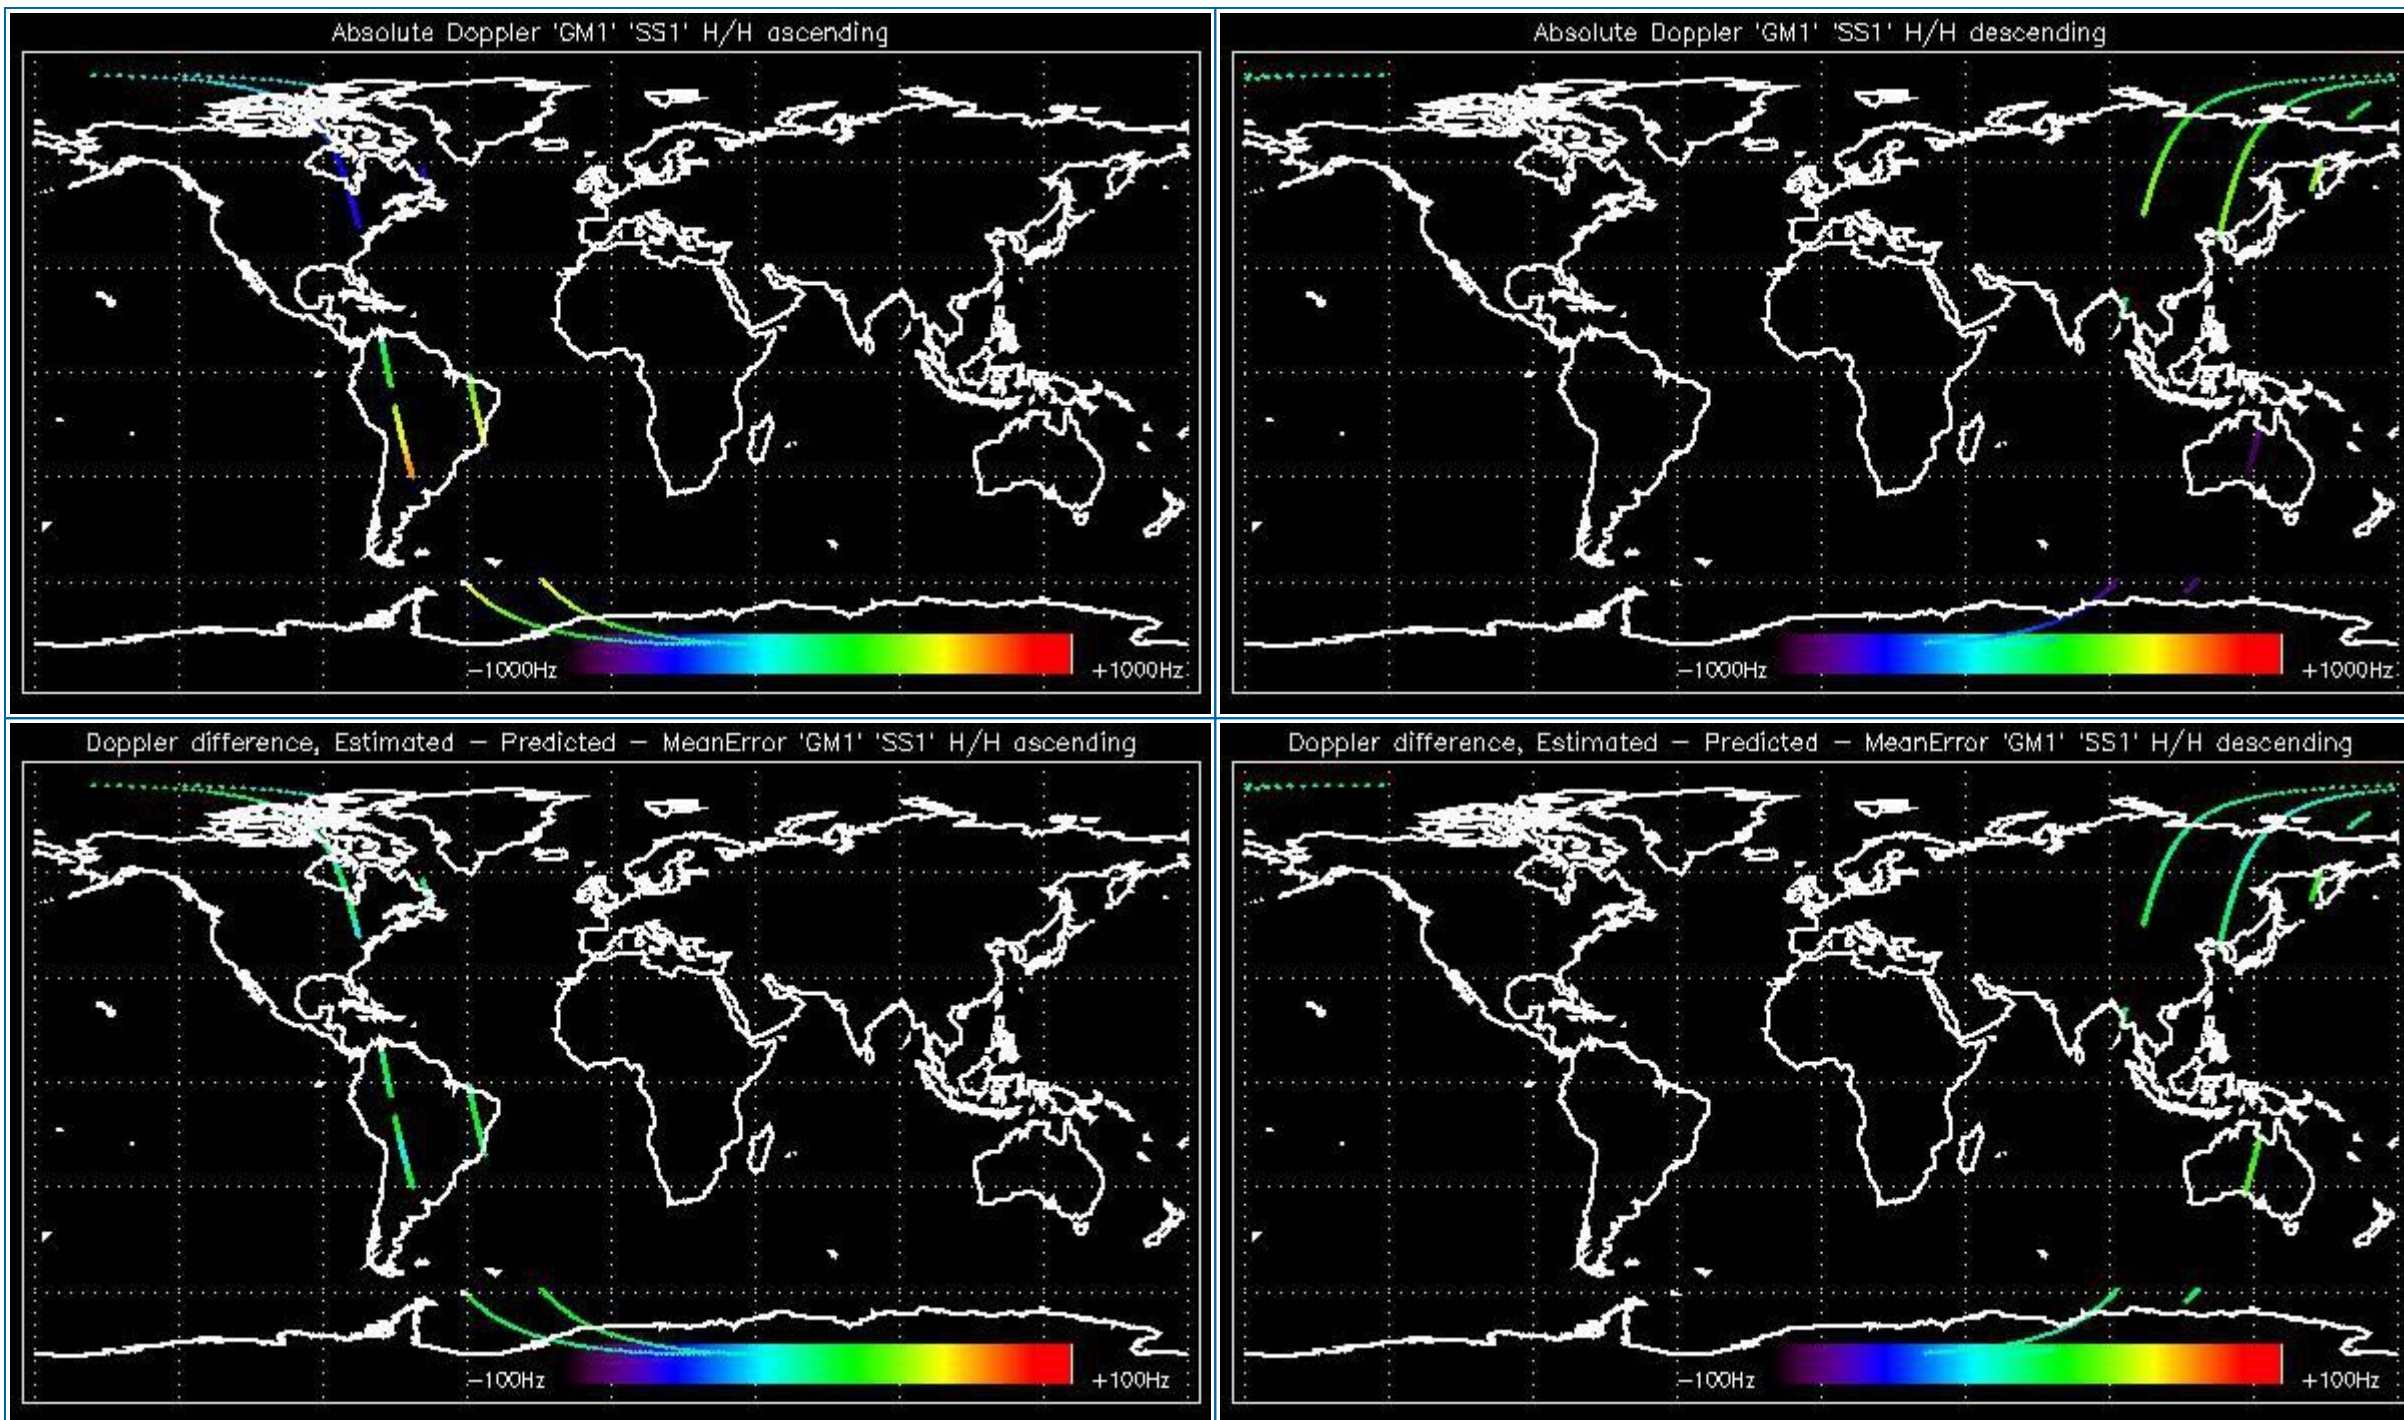 Absolute Doppler 'GM1' 'SS1' H/H ascending
−1000Hz
+1000Hz
Absolute Doppler 'GM1' 'SS1' H/H descending
−1000Hz
+1000Hz
Doppler difference, Estimated − Predicted − MeanError 'GM1' 'SS1' H/H ascending
−100Hz
+100Hz
Doppler difference, Estimated − Predicted − MeanError 'GM1' 'SS1' H/H descending
−100Hz
+100Hz